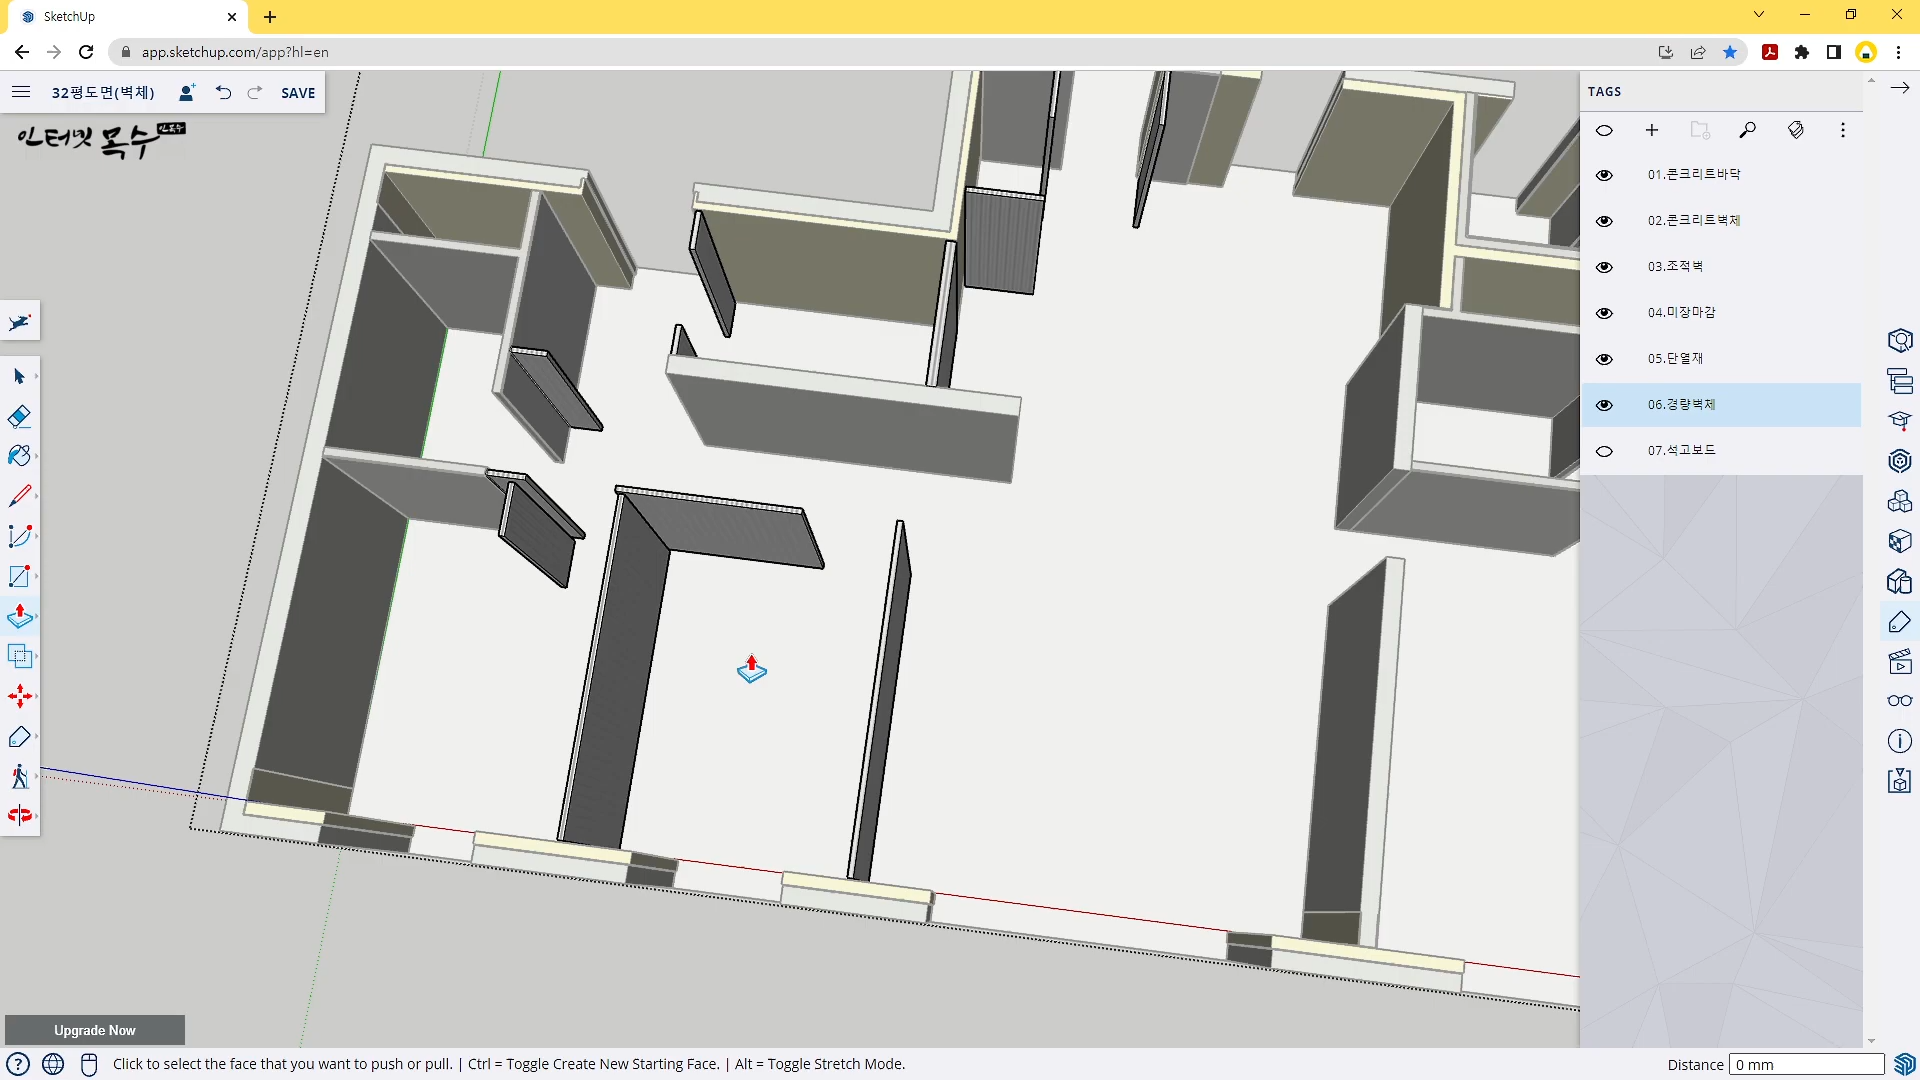 SketchUp
app.sketchup.com/app?hl=en
32평도면(벽체)
SAVE
인터넷 목수
인목수
TAGS
01.콘크리트바닥
02.콘크리트벽체
03.조적벽
04.미장마감
05.단열재
06.경량벽체
07.석고보드
Upgrade Now
Click to select the face that you want to push or pull. | Ctrl = Toggle Create New Starting Face. | Alt = Toggle Stretch Mode.
Distance 0 mm